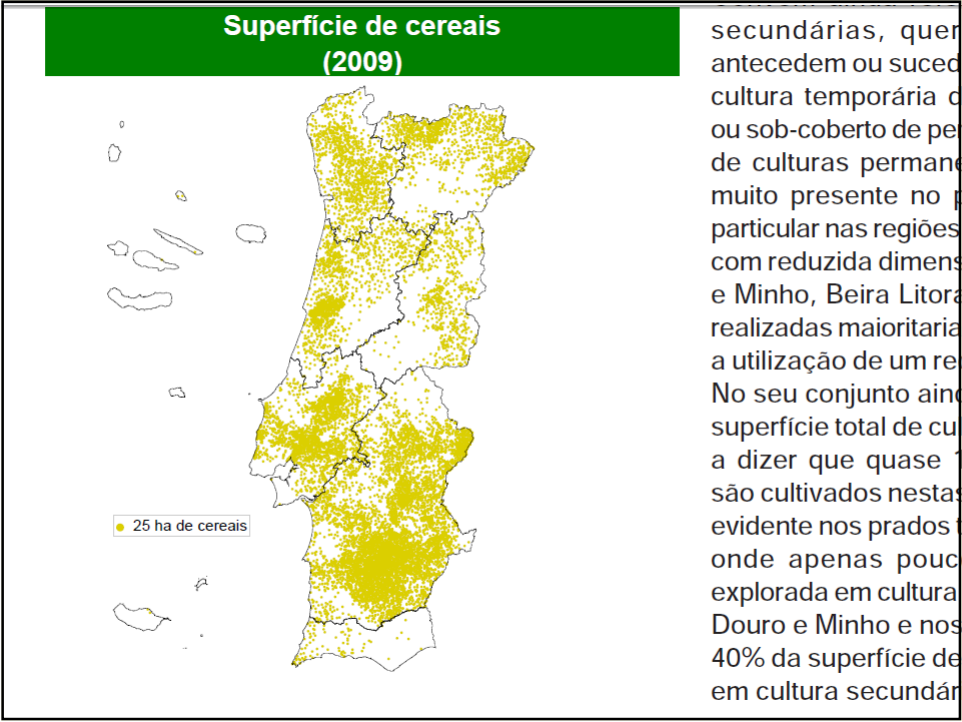 Superfície de cereais
(2009)
25 ha de cereais
secundárias, quer
antecedem ou suced
cultura temporária
ou sob-coberto de per
de culturas permane
muito presente no
particular nas regiões
com reduzida dimens
e Minho, Beira Litora
realizadas maioritaria
a utilização de um re
No seu conjunto aind
superfície total de cul
a dizer que quase
são cultivados nestas
evidente nos prados
onde apenas pouc
explorada em cultura
Douro e Minho e nos
40% da superfície de
em cultura secundár